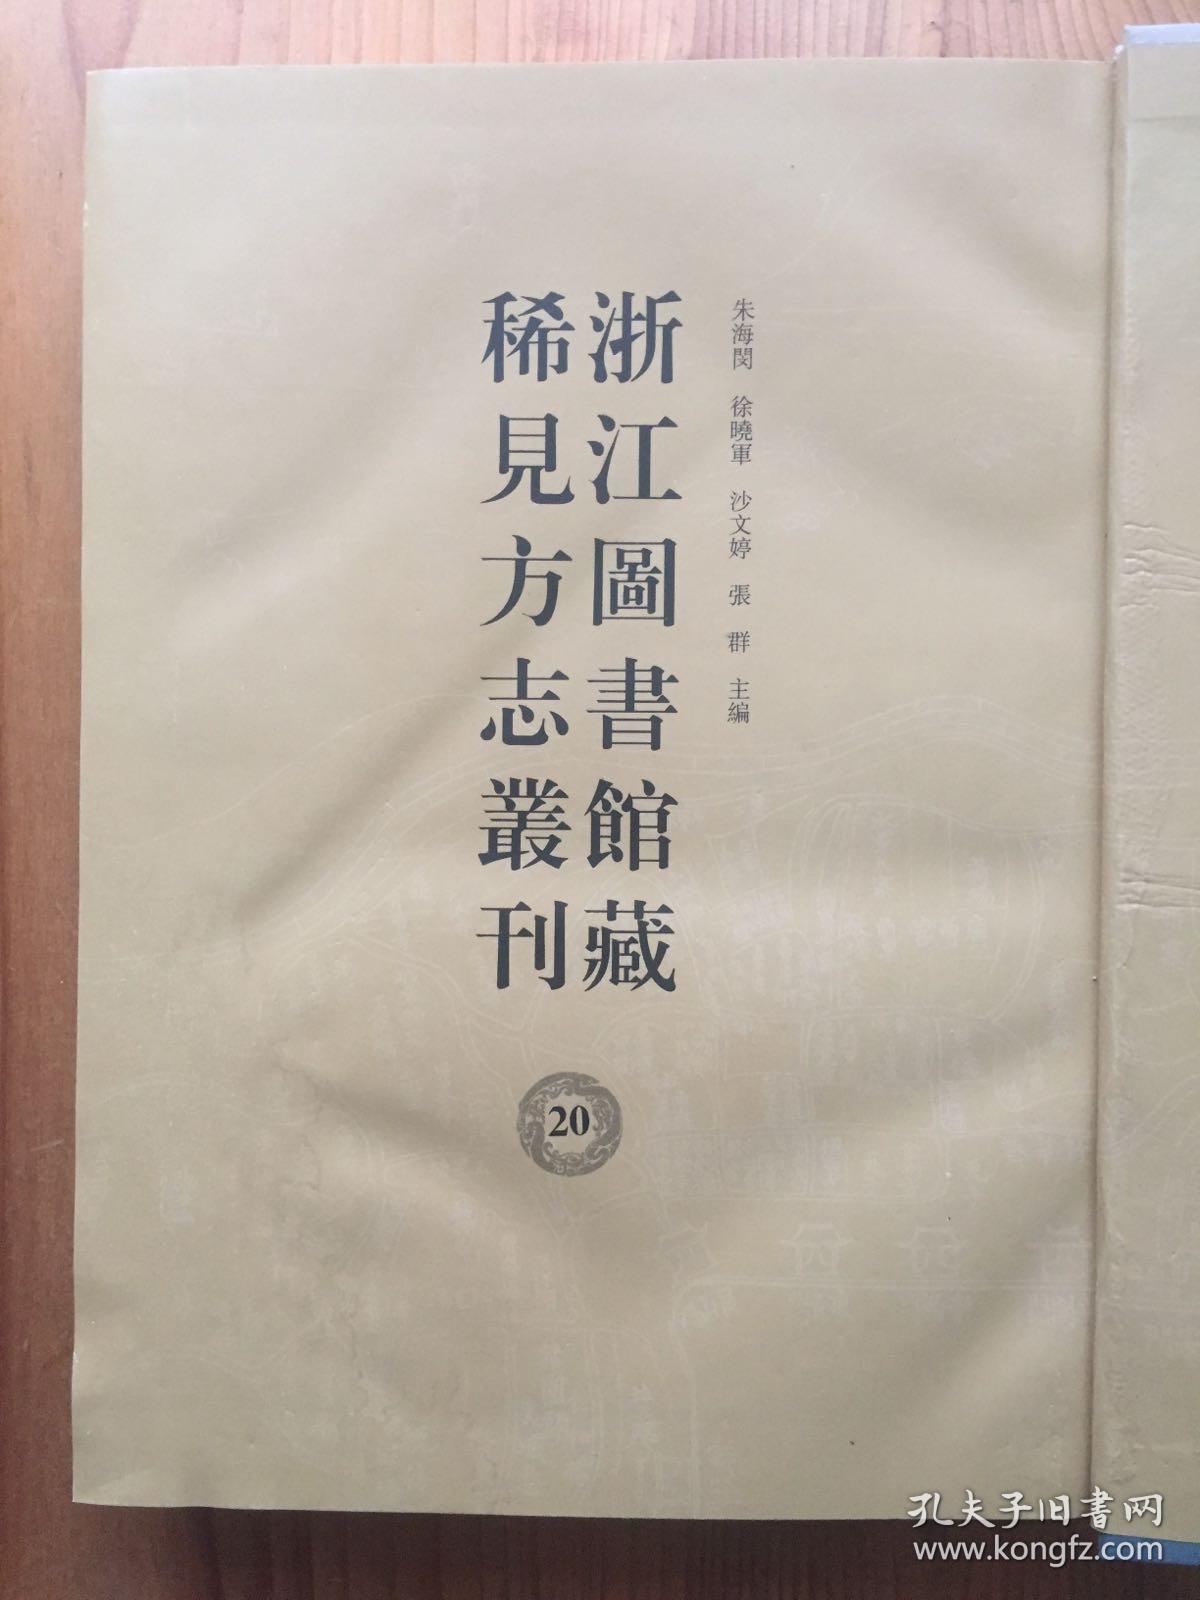 朱海閔　徐曉軍　沙文婷　張　群　主編
浙江圖書館藏
稀見方志叢刊
20
孔夫子旧书网
www.kongfz.com